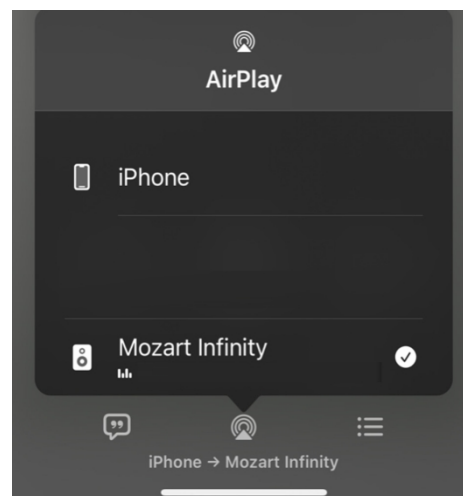 AirPlay
iPhone
Mozart Infinity
iPhone → Mozart Infinity